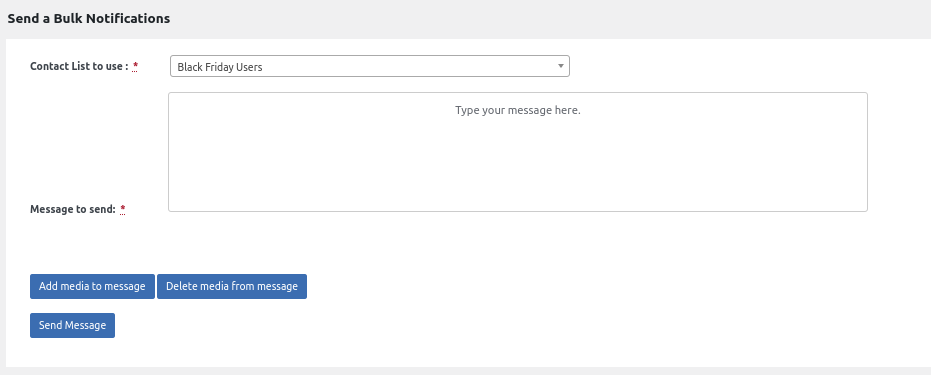 Send a Bulk Notifications
Contact List to use : *
Black Friday Users
Type your message here.
Message to send: *
Add media to message
Delete media from message
Send Message